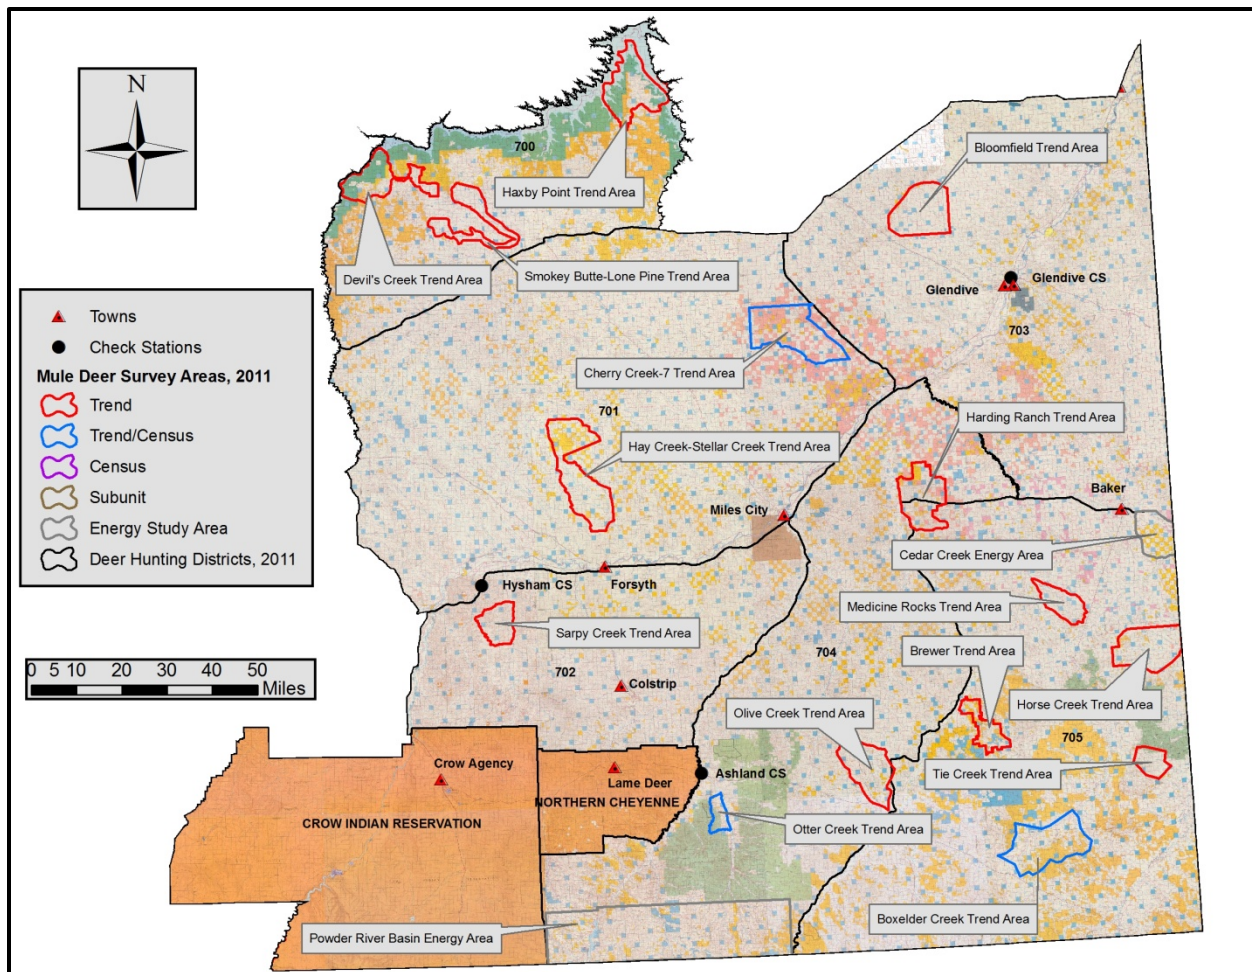 N
700
Haxby Point Trend Area
Bloomfield Trend Area
Devil's Creek Trend Area
Smokey Butte-Lone Pine Trend Area
Glendive
Glendive CS
703
Towns
Check Stations
Mule Deer Survey Areas, 2011
Trend
Trend/Census
Census
Subunit
Energy Study Area
Deer Hunting Districts, 2011
Cherry Creek-7 Trend Area
701
Harding Ranch Trend Area
Hay Creek-Stellar Creek Trend Area
Miles City
Baker
Cedar Creek Energy Area
Hysham CS
Forsyth
Medicine Rocks Trend Area
Sarpy Creek Trend Area
702
704
Brewer Trend Area
0 5 10 20 30 40 50
Miles
Colstrip
Olive Creek Trend Area
Horse Creek Trend Area
705
Crow Agency
Lame Deer
Ashland CS
Tie Creek Trend Area
NORTHERN CHEYENNE
CROW INDIAN RESERVATION
Otter Creek Trend Area
Boxelder Creek Trend Area
Powder River Basin Energy Area